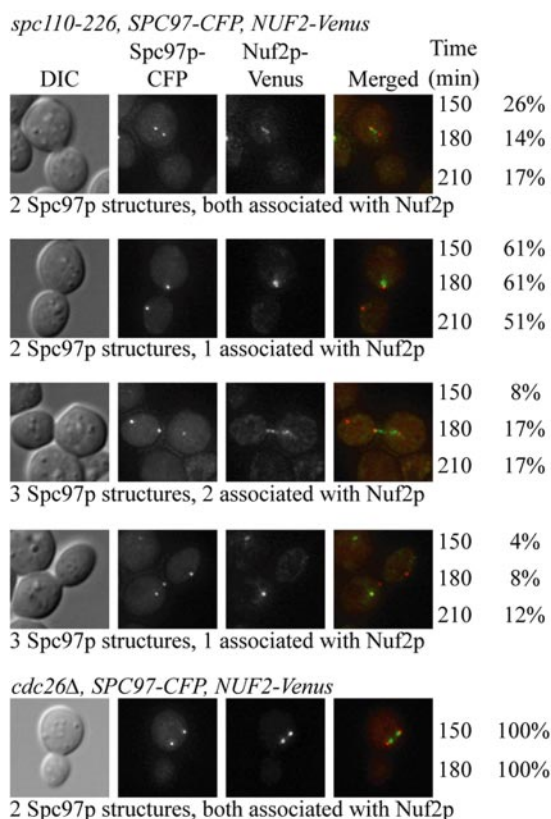 spc110-226, SPC97-CFP, NUF2-Venus
Spc97p- Nuf2p- Time
DIC CFP Venus Merged (min)
150 26%
180 14%
210 17%
2 Spc97p structures, both associated with Nuf2p
150 61%
180 61%
210 51%
2 Spc97p structures, 1 associated with Nuf2p
150 8%
180 17%
210 17%
3 Spc97p structures, 2 associated with Nuf2p
150 4%
180 8%
210 12%
3 Spc97p structures, 1 associated with Nuf2p
cdc26Δ, SPC97-CFP, NUF2-Venus
150 100%
180 100%
2 Spc97p structures, both associated with Nuf2p